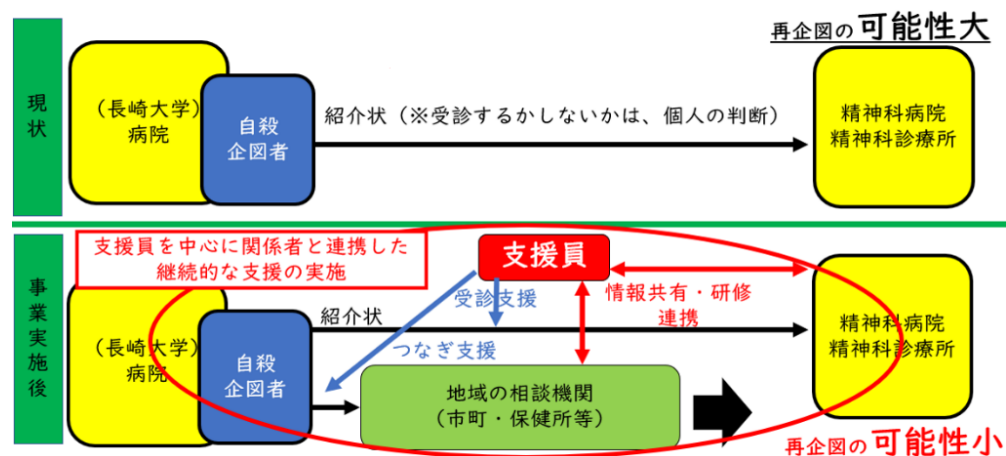 再企図の可能性大
現状
(長崎大学)
病院
自殺
企図者
紹介状(※受診するかしないかは、個人の判断)
精神科病院
精神科診療所
事業実施後
支援員を中心に関係者と連携した
継続的な支援の実施
支援員
受診支援
情報共有・研修
連携
紹介状
つなぎ支援
(長崎大学)
病院
自殺
企図者
地域の相談機関
(市町・保健所等)
精神科病院
精神科診療所
再企図の可能性小